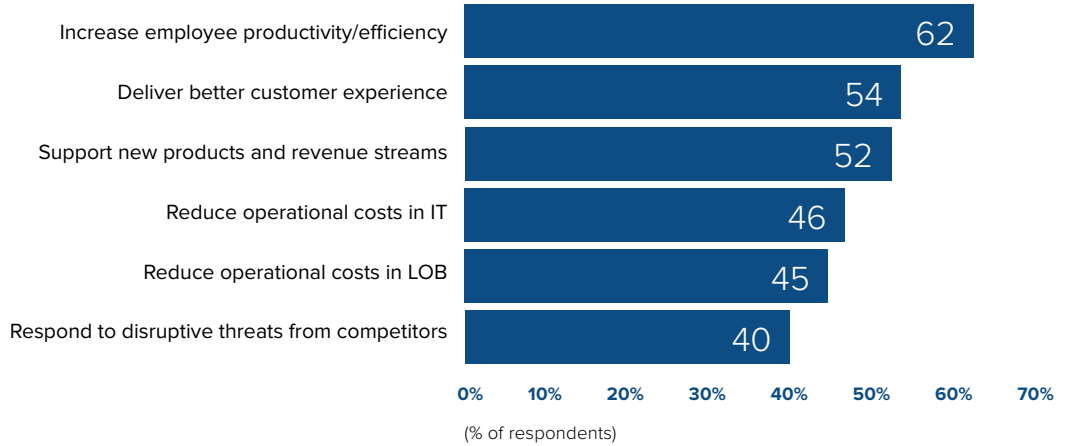 Increase employee productivity/efficiency 62
Deliver better customer experience 54
Support new products and revenue streams 52
Reduce operational costs in IT 46
Reduce operational costs in LOB 45
Respond to disruptive threats from competitors 40
0% 10% 20% 30% 40% 50% 60% 70%
(% of respondents)